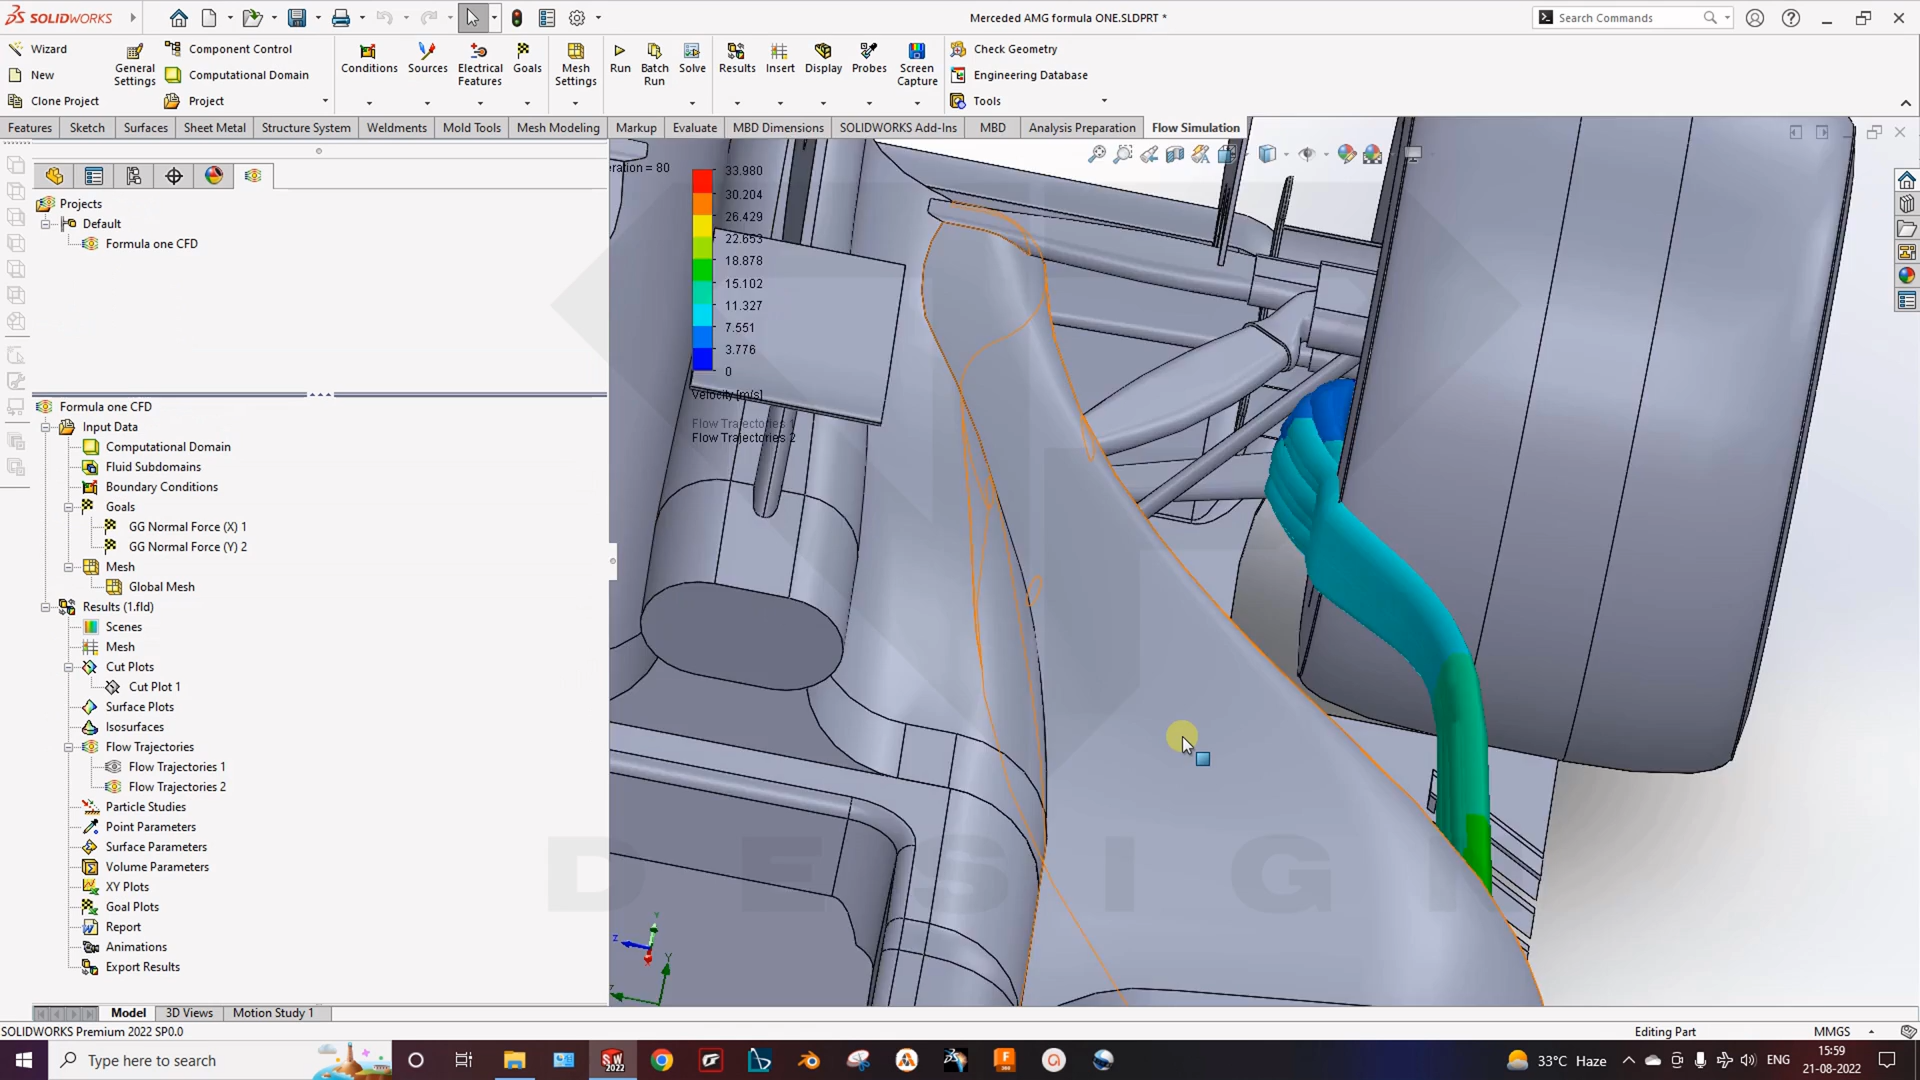 SOLIDWORKS
Merceded AMG formula ONE.SLDPRT *
Search Commands
Wizard
New
Clone Project
General Settings
Component Control
Computational Domain
Project
Conditions
Sources
Electrical Features
Goals
Mesh Settings
Run
Batch Run
Solve
Results
Insert
Display
Probes
Screen Capture
Check Geometry
Engineering Database
Tools
Features
Sketch
Surfaces
Sheet Metal
Structure System
Weldments
Mold Tools
Mesh Modeling
Markup
Evaluate
MBD Dimensions
SOLIDWORKS Add-Ins
MBD
Analysis Preparation
Flow Simulation
Projects
Default
Formula one CFD
Formula one CFD
Input Data
Computational Domain
Fluid Subdomains
Boundary Conditions
Goals
GG Normal Force (X) 1
GG Normal Force (Y) 2
Mesh
Global Mesh
Results (1.fld)
Scenes
Mesh
Cut Plots
Cut Plot 1
Surface Plots
Isosurfaces
Flow Trajectories
Flow Trajectories 1
Flow Trajectories 2
Particle Studies
Point Parameters
Surface Parameters
Volume Parameters
XY Plots
Goal Plots
Report
Animations
Export Results
eration = 80
33.980
30.204
26.429
22.653
18.878
15.102
11.327
7.551
3.776
0
Velocity [m/s]
Flow Trajectories 1
Flow Trajectories 2
DESIG
Y
Z
Y
Model
3D Views
Motion Study 1
SOLIDWORKS Premium 2022 SP0.0
Editing Part
MMGS
Type here to search
SW
2022
33°C Haze
ENG
15:59
21-08-2022